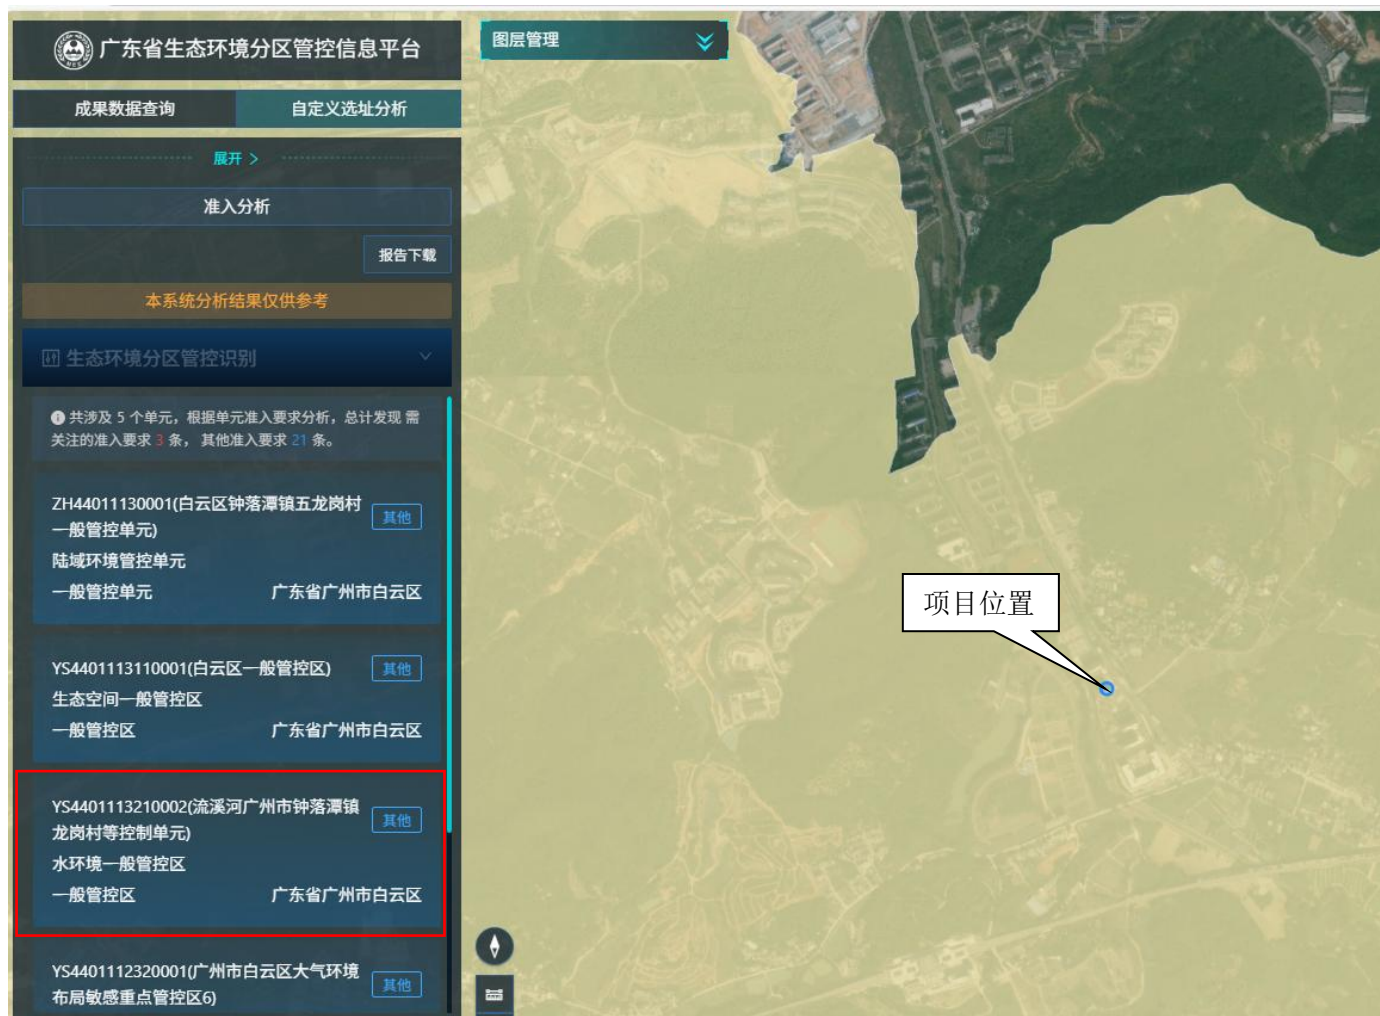 广东省生态环境分区管控信息平台
图层管理
成果数据查询
自定义选址分析
展开 >
准入分析
报告下载
本系统分析结果仅供参考
生态环境分区管控识别
共涉及 5 个单元，根据单元准入要求分析，总计发现 需
关注的准入要求 3 条， 其他准入要求 21 条。
ZH44011130001(白云区钟落潭镇五龙岗村
一般管控单元)
其他
陆域环境管控单元
一般管控单元 广东省广州市白云区
YS4401113110001(白云区一般管控区)
其他
生态空间一般管控区
一般管控区 广东省广州市白云区
YS4401113210002(流溪河广州市钟落潭镇
龙岗村等控制单元)
其他
水环境一般管控区
一般管控区 广东省广州市白云区
YS4401112320001(广州市白云区大气环境
布局敏感重点管控区6)
其他
项目位置